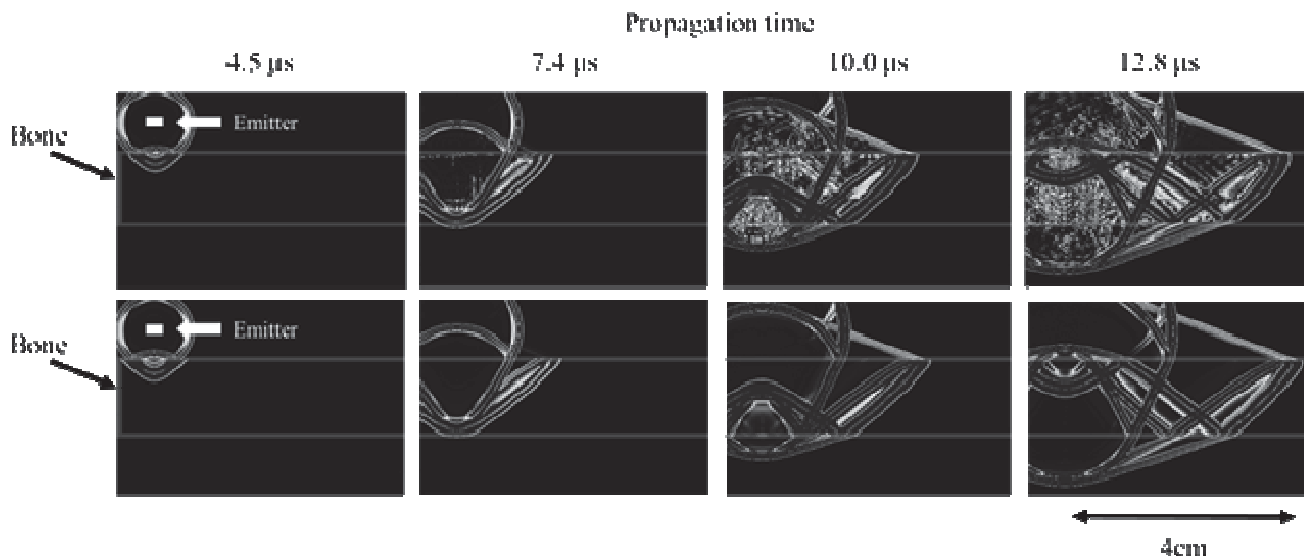 Propagation time
4.5 μs 7.4 μs 10.0 μs 12.8 μs
Bone
Emitter
Bone
Emitter
4cm